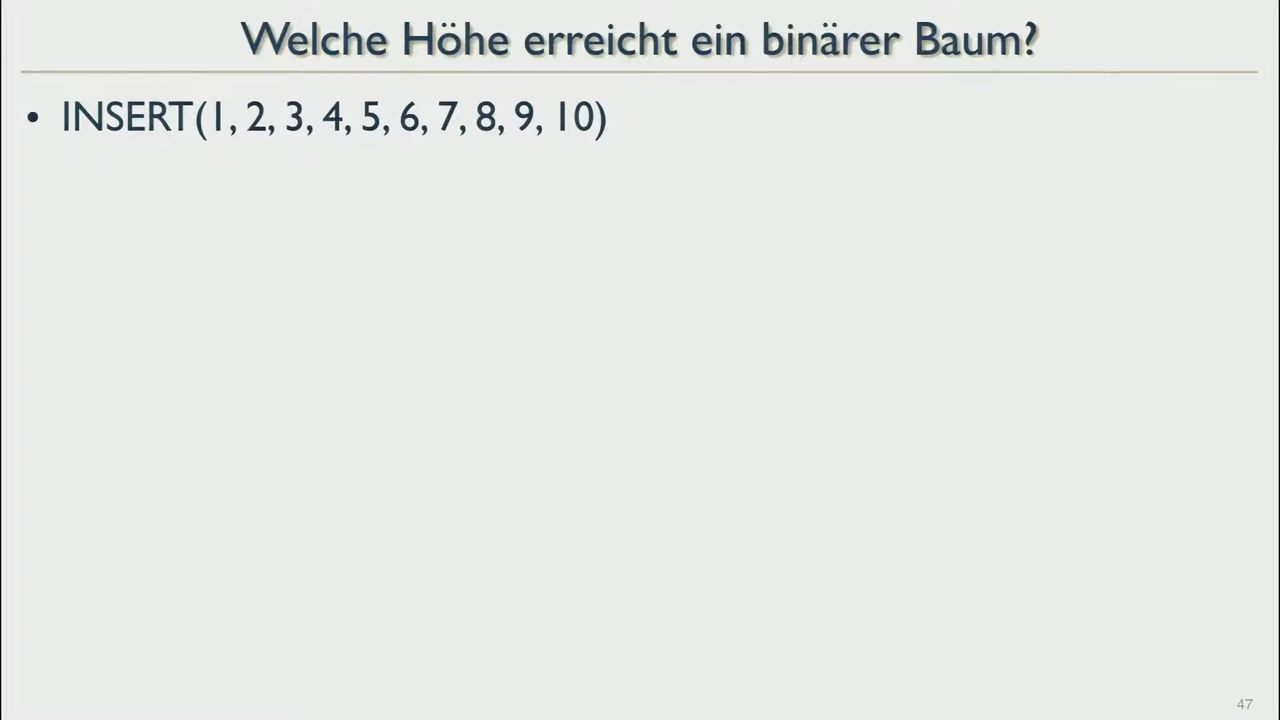 Welche Höhe erreicht ein binärer Baum?
• INSERT(1, 2, 3, 4, 5, 6, 7, 8, 9, 10)
47